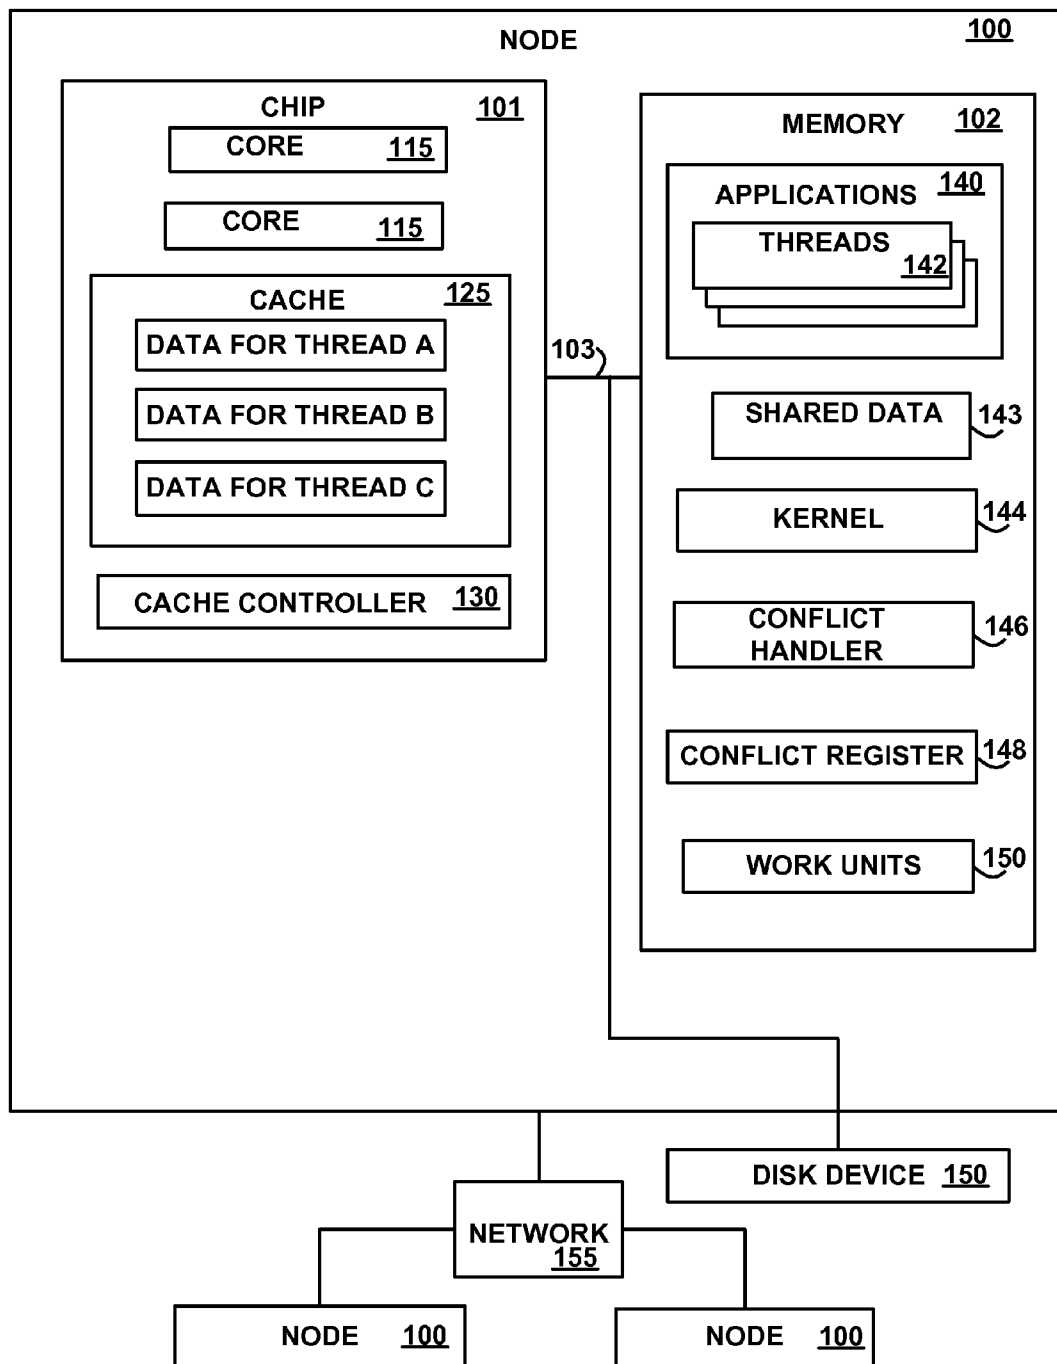 NODE 100
CHIP 101
CORE 115
CORE 115
CACHE 125
DATA FOR THREAD A
DATA FOR THREAD B
DATA FOR THREAD C
CACHE CONTROLLER 130
103
MEMORY 102
APPLICATIONS 140
THREADS
142
SHARED DATA 143
KERNEL 144
CONFLICT
HANDLER 146
CONFLICT REGISTER 148
WORK UNITS 150
DISK DEVICE 150
NETWORK
155
NODE 100
NODE 100